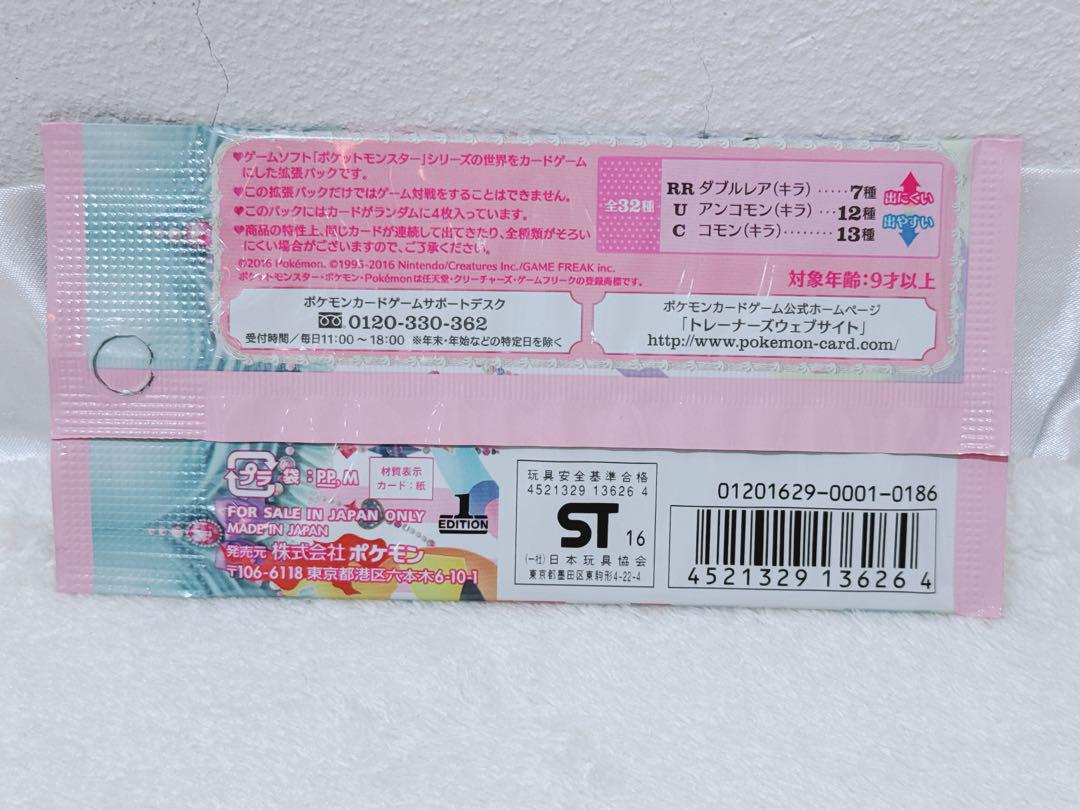 ♥ゲームソフト「ポケットモンスター」シリーズの世界をカードゲーム
にした拡張パックです。
♥この拡張パックだけではゲーム対戦をすることはできません。
♥このパックにはカードがランダムに4枚入っています。
♥商品の特性上、同じカードが連続して出てきたり、全種類がそろい
にくい場合がございますので、ご了承ください。
©2016 Pokémon. ©1995-2016 Nintendo/Creatures Inc./GAME FREAK inc.
ポケットモンスター・ポケモン・Pokémonは任天堂・クリーチャーズ・ゲームフリークの登録商標です。
全32種
RR ダブルレア(キラ) ····· 7種
U アンコモン(キラ) ··· 12種
C コモン(キラ)········ 13種
出にくい
出やすい
対象年齢:9才以上
ポケモンカードゲームサポートデスク
0120-330-362
受付時間/毎日11:00~18:00 ※年末・年始などの特定日を除く
ポケモンカードゲーム公式ホームページ
「トレーナーズウェブサイト」
http://www.pokemon-card.com/
プラ
袋:PP,M
材質表示
カード:紙
FOR SALE IN JAPAN ONLY
MADE IN JAPAN
1
EDITION
発売元 株式会社 ポケモン
〒106-6118 東京都港区六本木6-10-1
玩具安全基準合格
4521329 13626 4
ST 16
(一社)日本玩具協会
東京都墨田区東駒形4-22-4
01201629-0001-0186
4 521329 136264